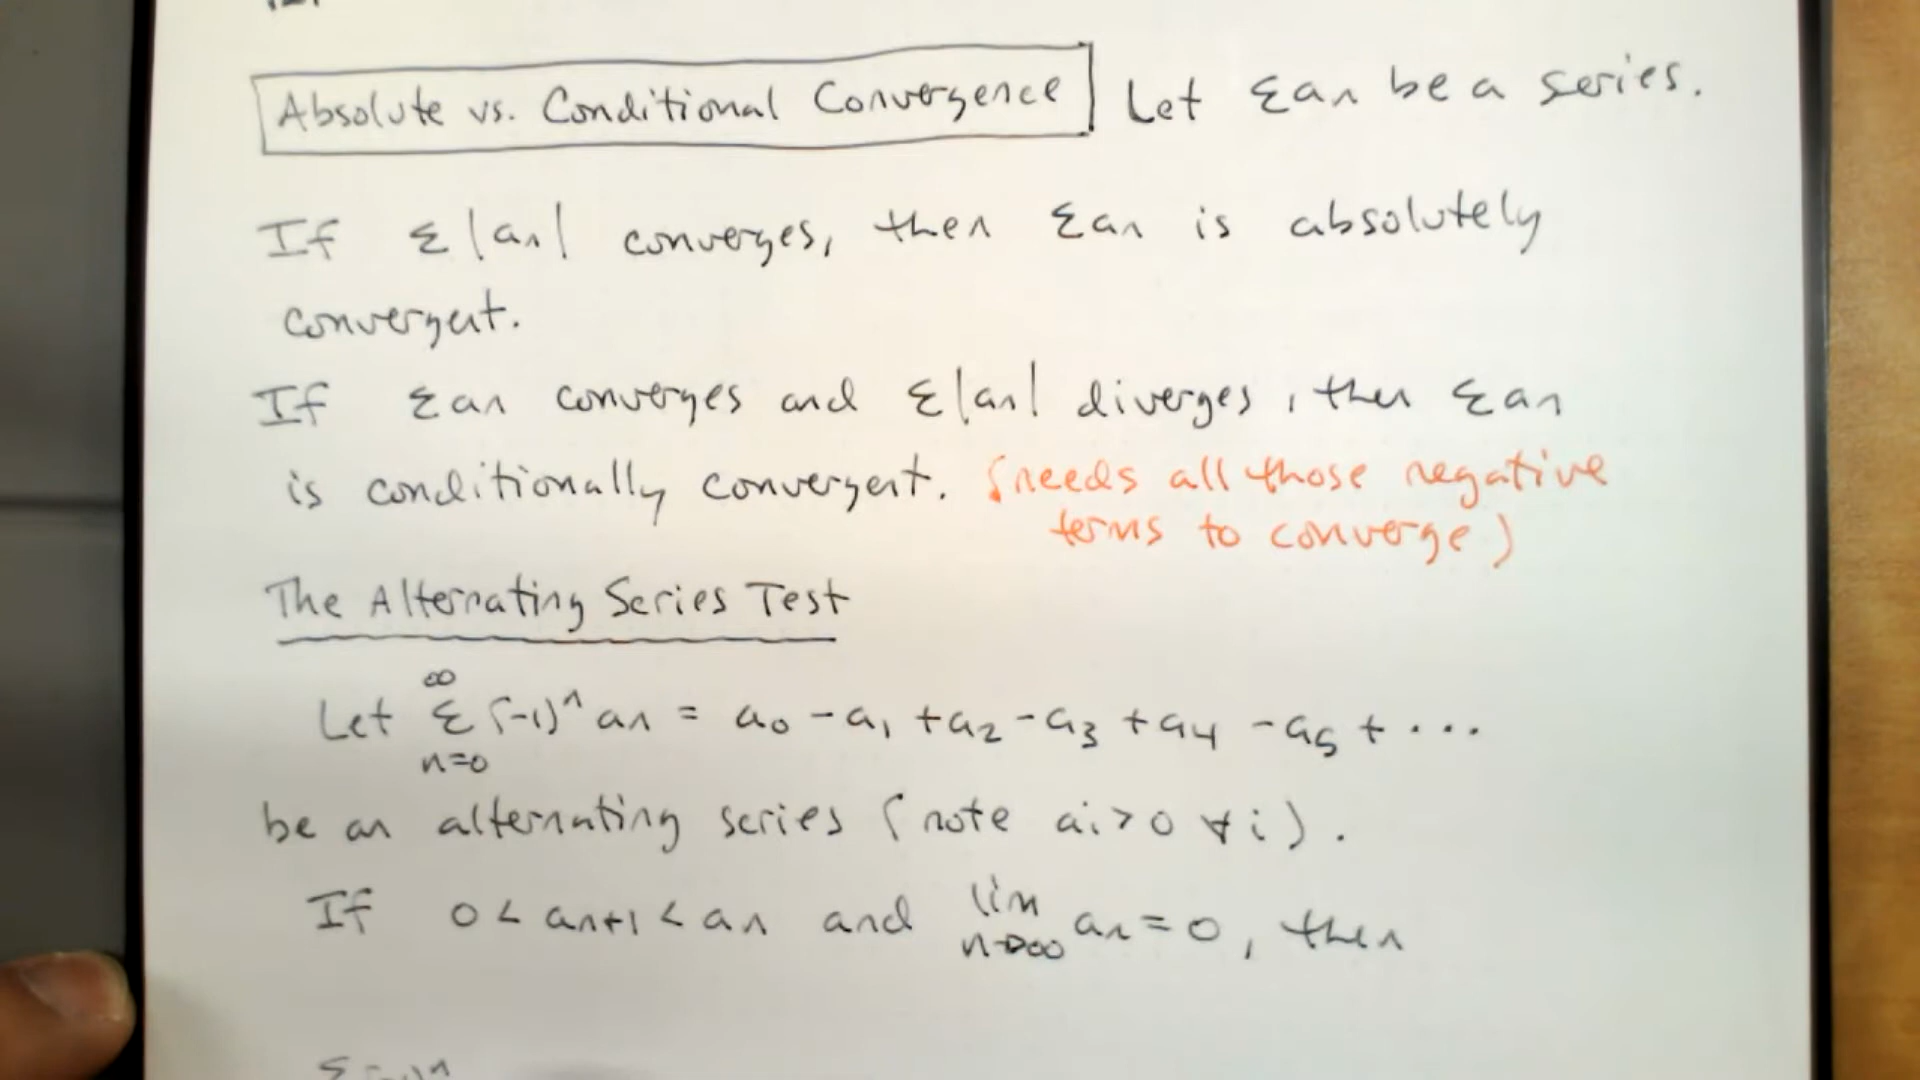 Absolute vs. Conditional Convergence Let Σan be a series.
If Σ|an| converges, then Σan is absolutely
convergent.
If Σan converges and Σ|an| diverges, then Σan
is conditionally convergent. (needs all those negative
terms to converge)
The Alternating Series Test
Let ∞Σn=0 (-1)^n an = a0 - a1 + a2 - a3 + a4 - a5 + ...
be an alternating series (note ai > 0 ∀ i).
If 0 < an+1 < an and lim n→∞ an = 0, then